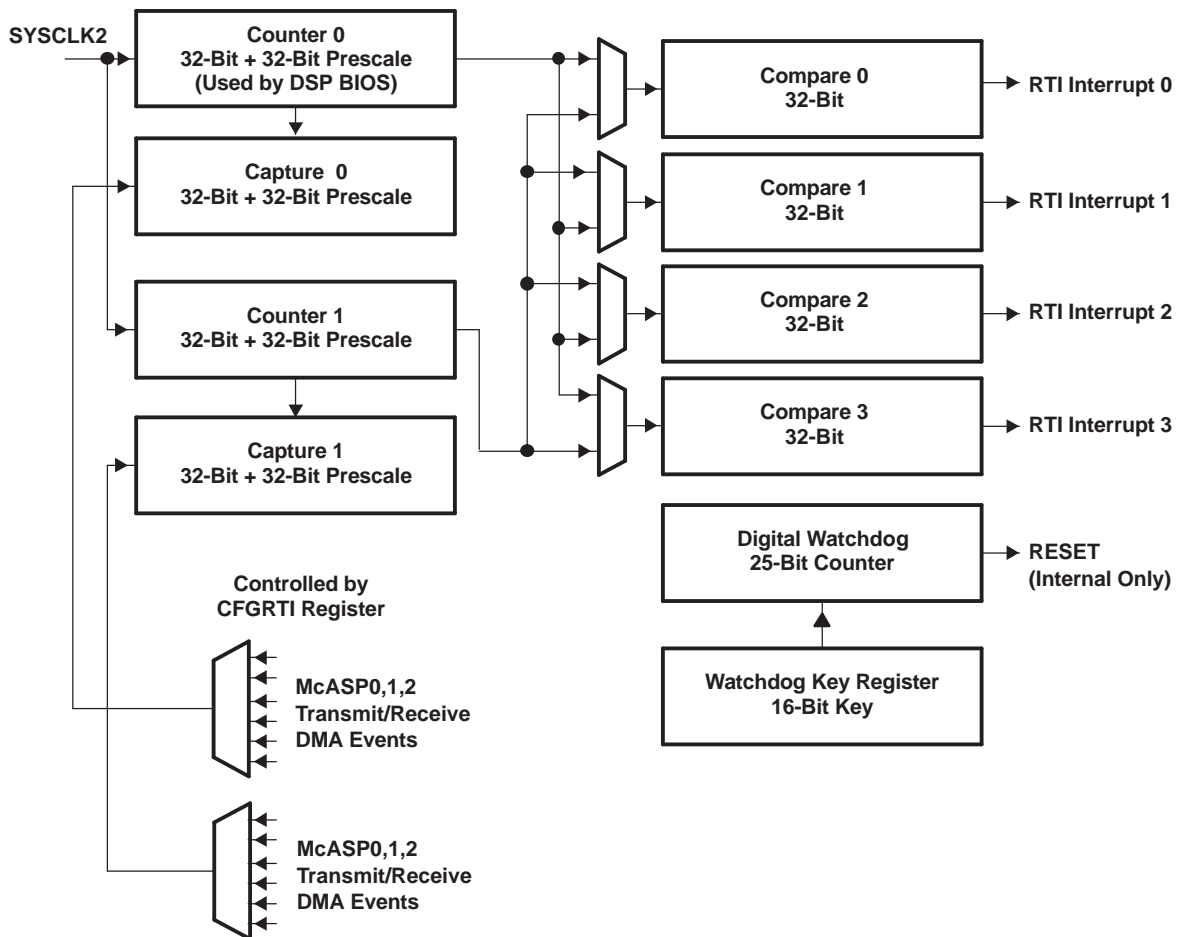 SYSCLK2
Counter 0
32-Bit + 32-Bit Prescale
(Used by DSP BIOS)
Capture 0
32-Bit + 32-Bit Prescale
Counter 1
32-Bit + 32-Bit Prescale
Capture 1
32-Bit + 32-Bit Prescale
Compare 0
32-Bit
RTI Interrupt 0
Compare 1
32-Bit
RTI Interrupt 1
Compare 2
32-Bit
RTI Interrupt 2
Compare 3
32-Bit
RTI Interrupt 3
Digital Watchdog
25-Bit Counter
RESET
(Internal Only)
Watchdog Key Register
16-Bit Key
Controlled by
CFGRTI Register
McASP0,1,2
Transmit/Receive
DMA Events
McASP0,1,2
Transmit/Receive
DMA Events